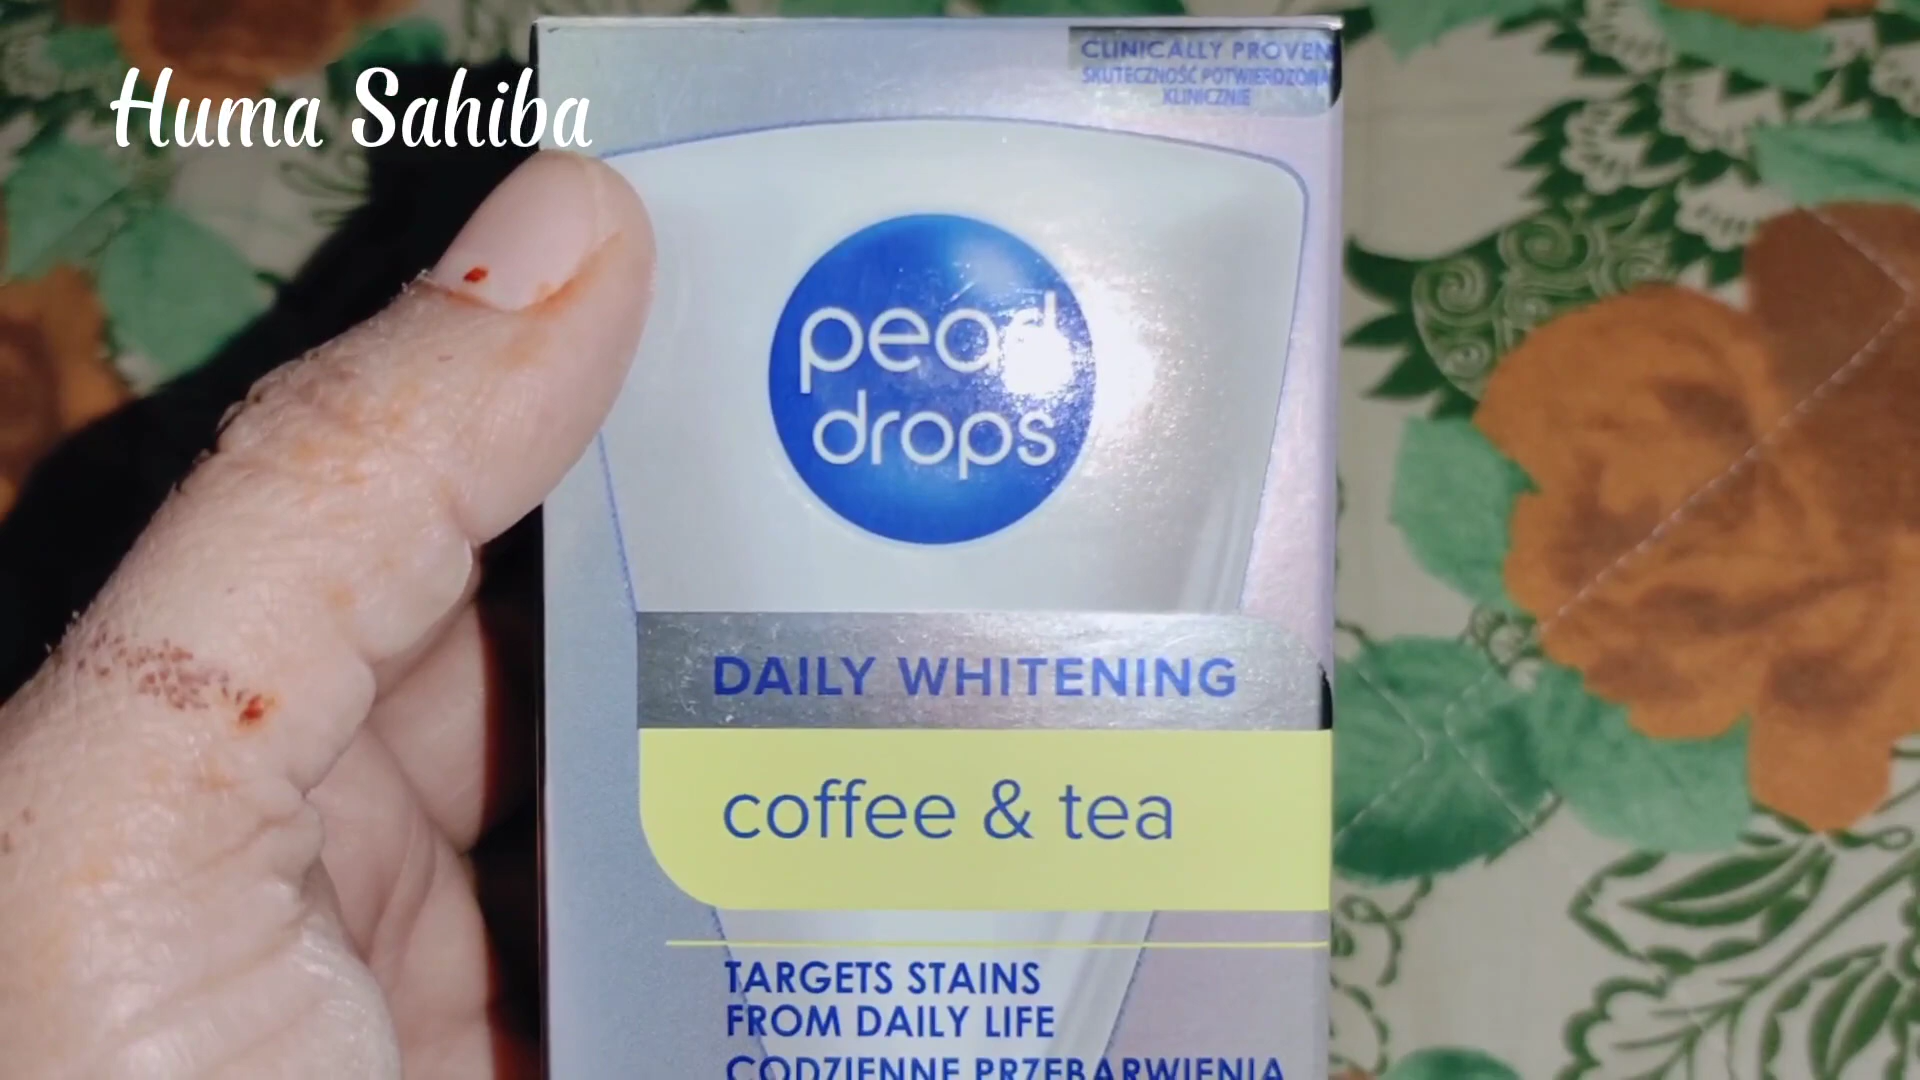 Huma Sahiba
CLINICALLY PROVEN
SKUTECZNOŚĆ POTWIERDZONA
KLINICZNIE
pearl
drops
DAILY WHITENING
coffee & tea
TARGETS STAINS
FROM DAILY LIFE
CODZIENNE PRZEBARWIENIA